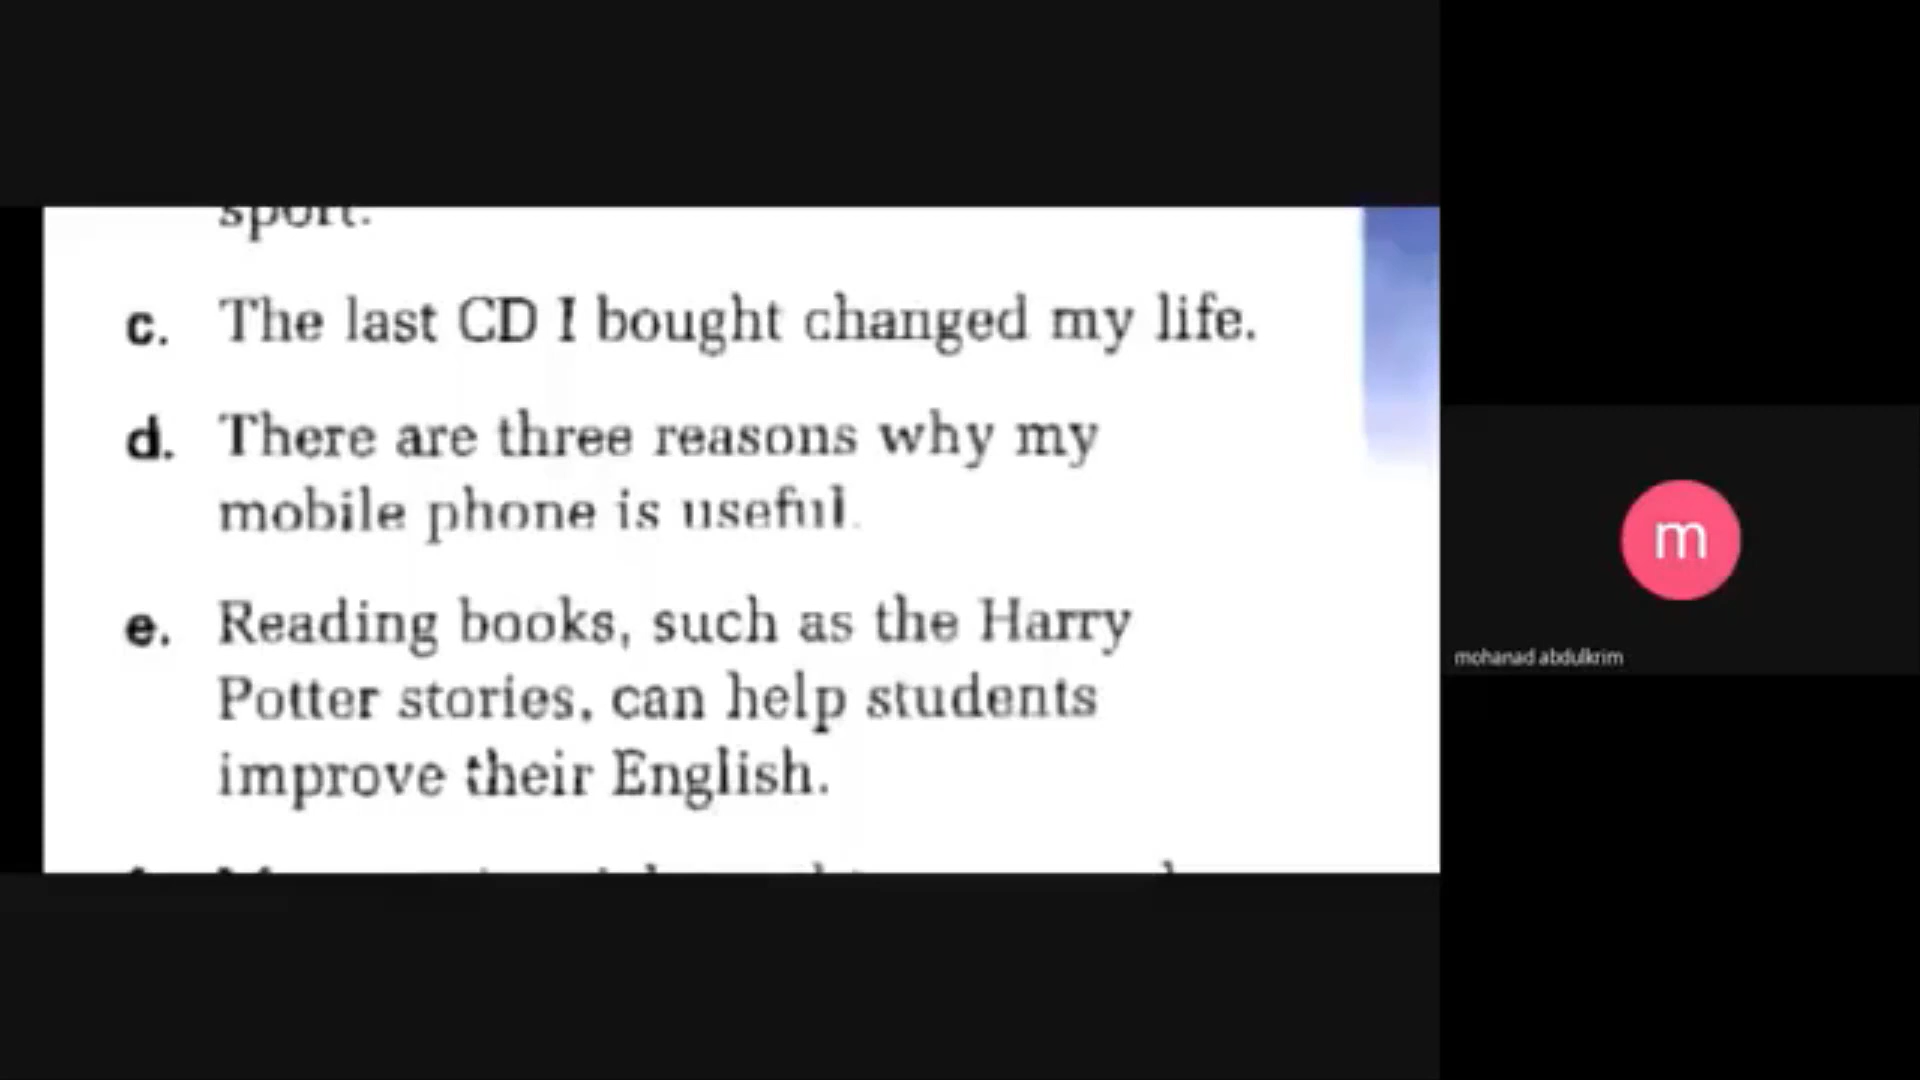 sport.
c. The last CD I bought changed my life.
d. There are three reasons why my
mobile phone is useful.
e. Reading books, such as the Harry
Potter stories, can help students
improve their English.
m
mohanad abdulkrim